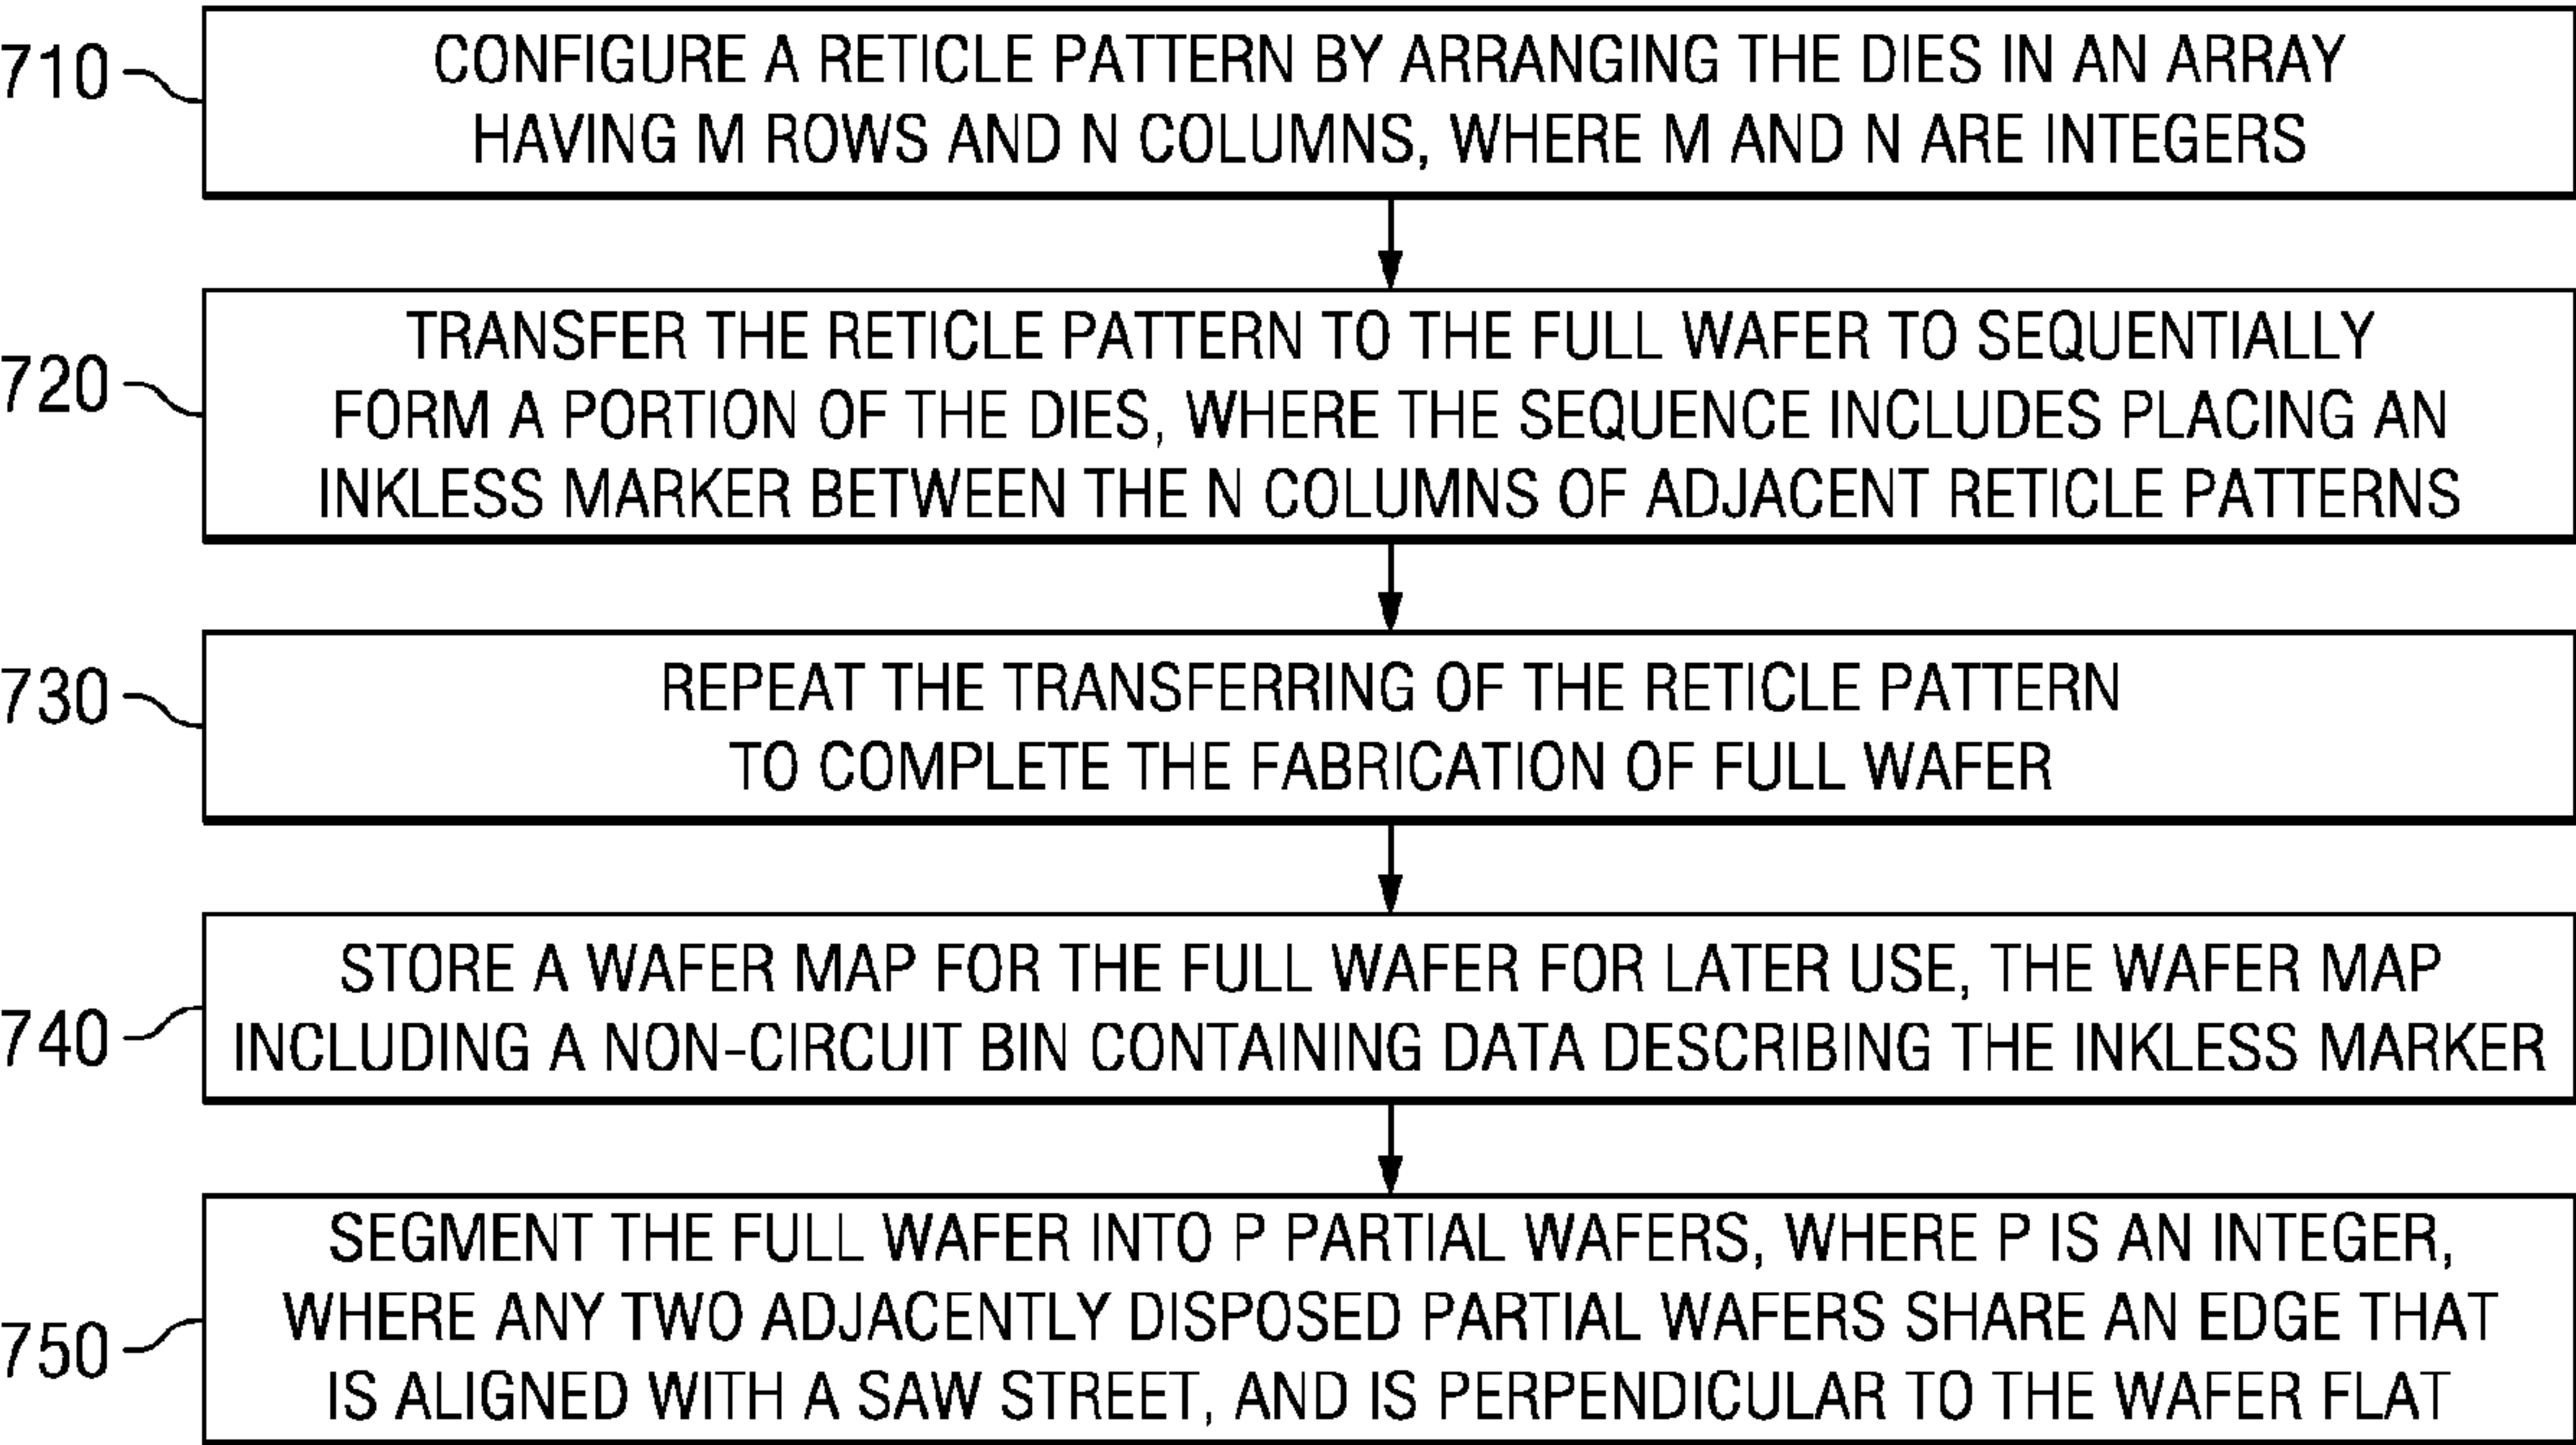 710
CONFIGURE A RETICLE PATTERN BY ARRANGING THE DIES IN AN ARRAY
HAVING M ROWS AND N COLUMNS, WHERE M AND N ARE INTEGERS
720
TRANSFER THE RETICLE PATTERN TO THE FULL WAFER TO SEQUENTIALLY
FORM A PORTION OF THE DIES, WHERE THE SEQUENCE INCLUDES PLACING AN
INKLESS MARKER BETWEEN THE N COLUMNS OF ADJACENT RETICLE PATTERNS
730
REPEAT THE TRANSFERRING OF THE RETICLE PATTERN
TO COMPLETE THE FABRICATION OF FULL WAFER
740
STORE A WAFER MAP FOR THE FULL WAFER FOR LATER USE, THE WAFER MAP
INCLUDING A NON-CIRCUIT BIN CONTAINING DATA DESCRIBING THE INKLESS MARKER
750
SEGMENT THE FULL WAFER INTO P PARTIAL WAFERS, WHERE P IS AN INTEGER,
WHERE ANY TWO ADJACENTLY DISPOSED PARTIAL WAFERS SHARE AN EDGE THAT
IS ALIGNED WITH A SAW STREET, AND IS PERPENDICULAR TO THE WAFER FLAT